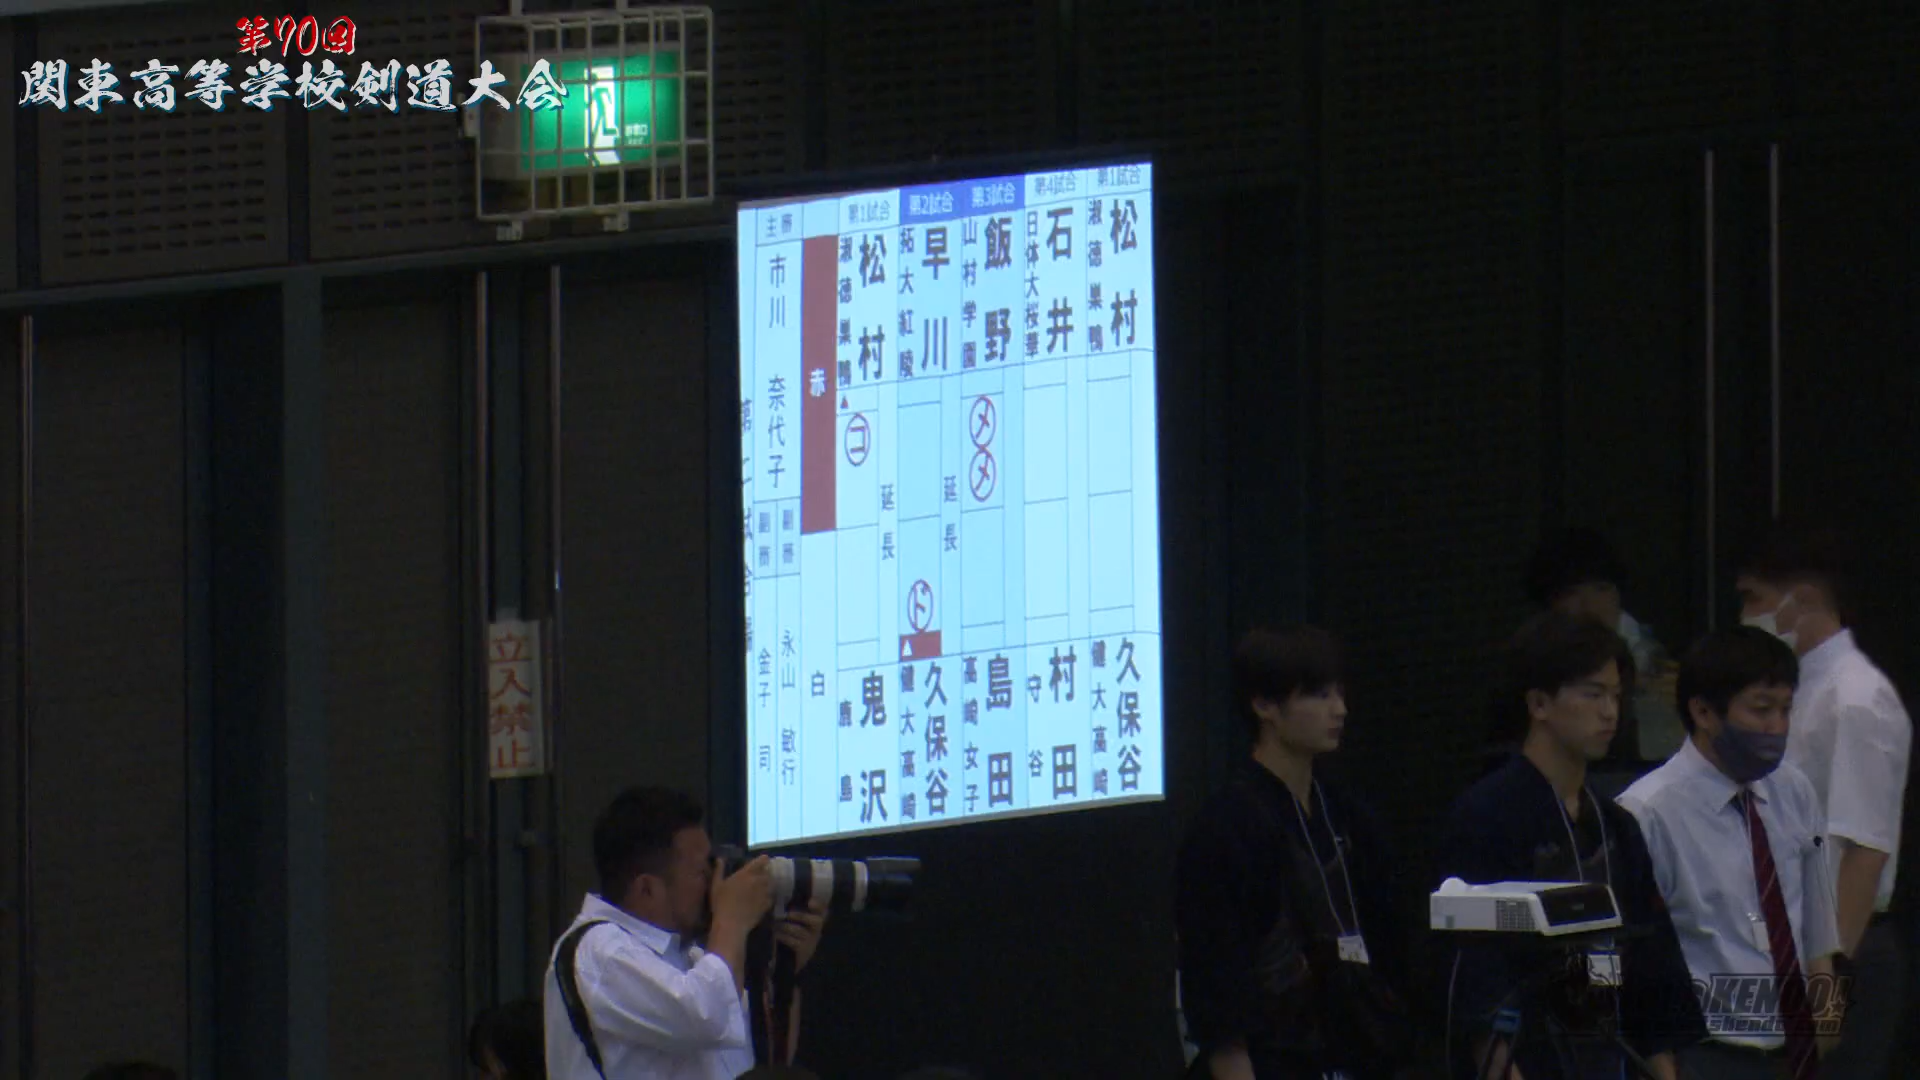 第70回
関東高等学校剣道大会
非常口
主審
市川 奈代子
副審
副審
永山 敏行
金子 司
赤
白
第1試合
淑徳巣鴨
松村
▲
コ
延長
鹿島
鬼沢
第2試合
拓大紅陵
早川
延長
ド
▲
健大高崎
久保谷
第3試合
山村学園
飯野
メメ
高崎女子
島田
第4試合
日体大桜華
石井
守谷
村田
第1試合
淑徳巣鴨
松村
健大高崎
久保谷
立入禁止
KENDO!